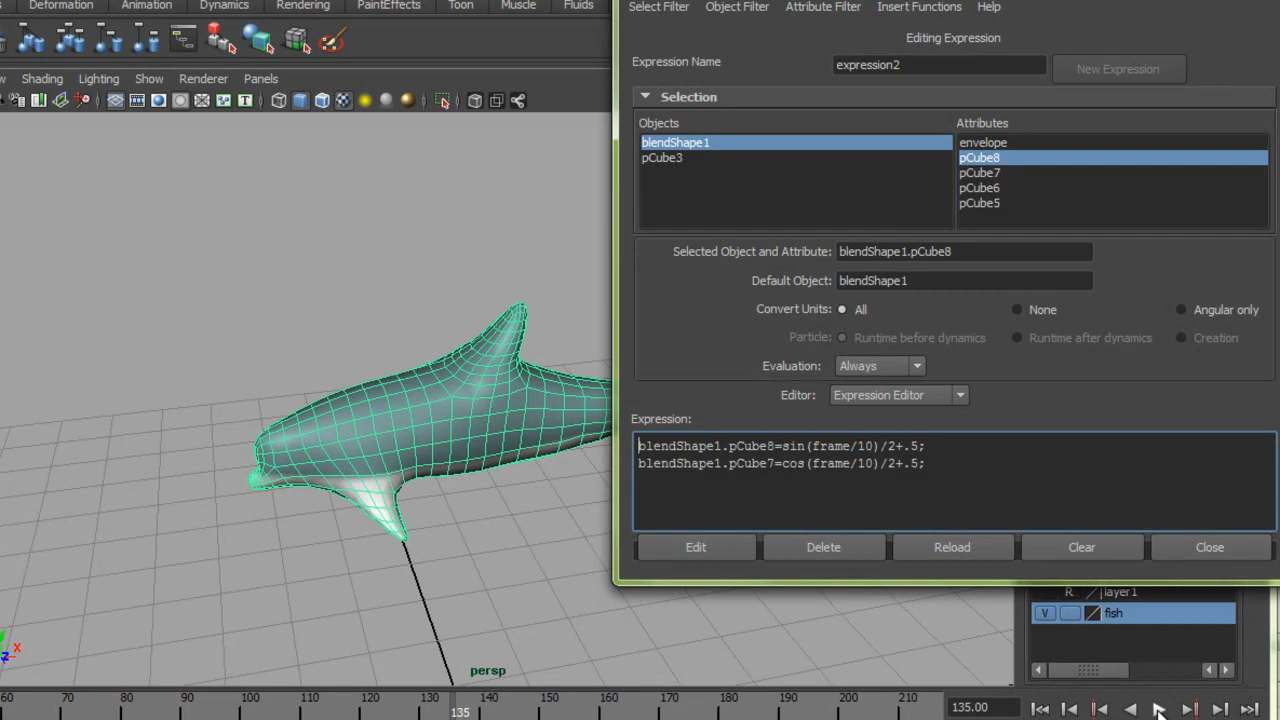 Deformation Animation Dynamics Rendering PaintEffects Toon Muscle Fluids
Select Filter Object Filter Attribute Filter Insert Functions Help
Editing Expression
Expression Name expression2 New Expression
Shading Lighting Show Renderer Panels
Selection
Objects Attributes
blendShape1 envelope
pCube3 pCube8
pCube7
pCube6
pCube5
Selected Object and Attribute: blendShape1.pCube8
Default Object: blendShape1
Convert Units: All None Angular only
Particle: Runtime before dynamics Runtime after dynamics Creation
Evaluation: Always
Editor: Expression Editor
Expression:
blendShape1.pCube8=sin(frame/10)/2+.5;
blendShape1.pCube7=cos(frame/10)/2+.5;
Edit Delete Reload Clear Close
R layer1
V fish
X
Z
persp
60 70 80 90 100 110 120 130 140 150 160 170 180 190 200 210
135
135.00